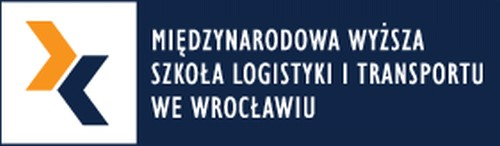 MIĘDZYNARODOWA WYŻSZA
SZKOŁA LOGISTYKI I TRANSPORTU
WE WROCŁAWIU